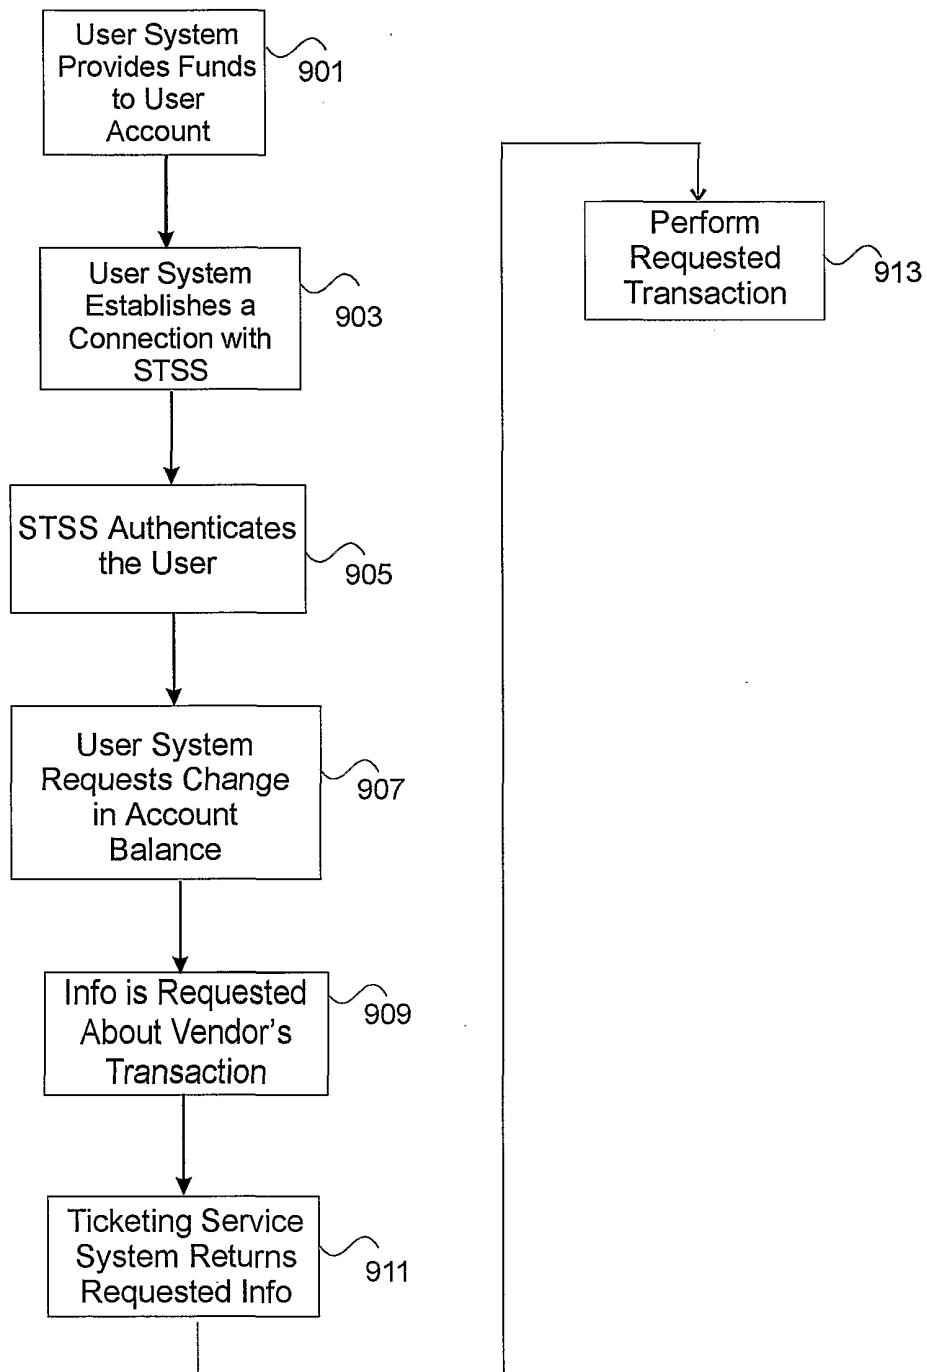 User System
Provides Funds
to User
Account
901
User System
Establishes a
Connection with
STSS
903
STSS Authenticates
the User
905
User System
Requests Change
in Account
Balance
907
Info is Requested
About Vendor's
Transaction
909
Ticketing Service
System Returns
Requested Info
911
Perform
Requested
Transaction
913